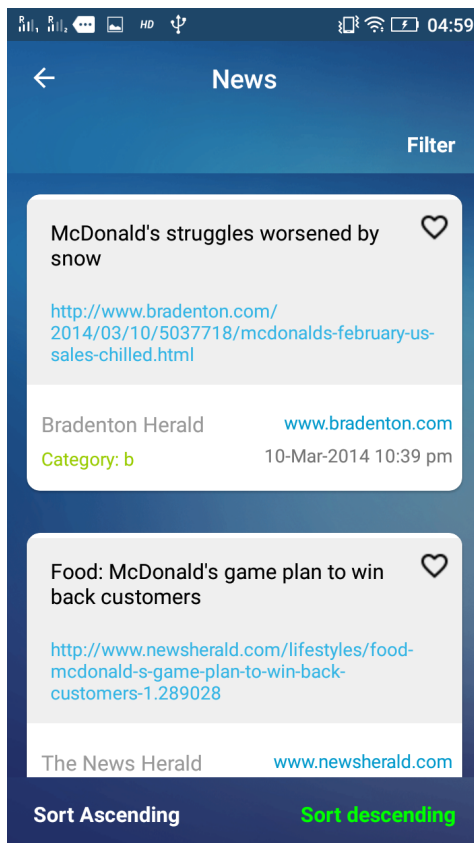 HD 04:59
News
Filter
McDonald's struggles worsened by
snow
http://www.bradenton.com/
2014/03/10/5037718/mcdonalds-february-us-
sales-chilled.html
Bradenton Herald www.bradenton.com
Category: b 10-Mar-2014 10:39 pm
Food: McDonald's game plan to win
back customers
http://www.newsherald.com/lifestyles/food-
mcdonald-s-game-plan-to-win-back-
customers-1.289028
The News Herald www.newsherald.com
Sort Ascending Sort descending